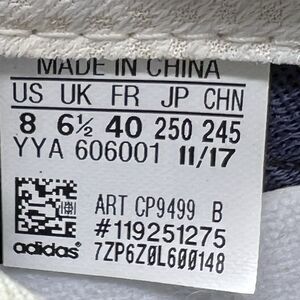 MADE IN CHINA
US UK FR JP CHN
8 6½ 40 250 245
YYA 606001 11/17
ART CP9499 B
#119251275
adidas 7ZP6Z0L600148